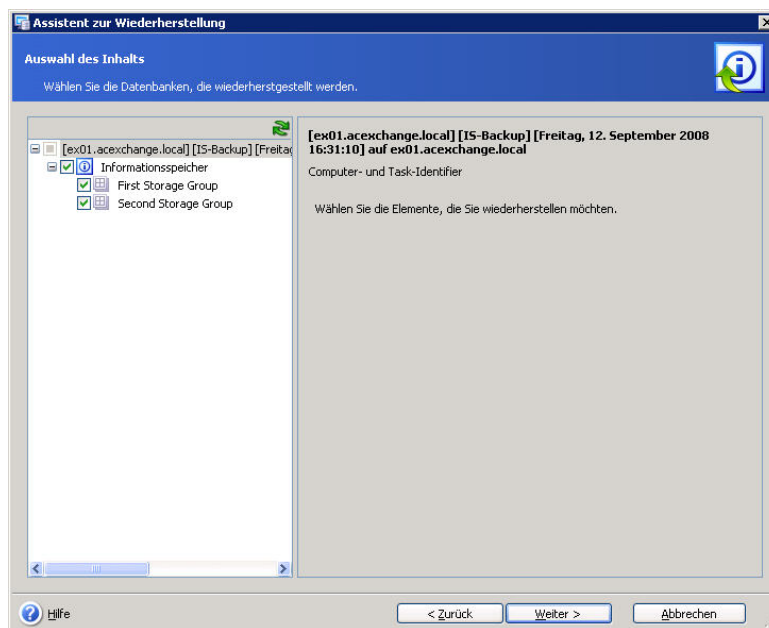 Assistent zur Wiederherstellung
Auswahl des Inhalts
Wählen Sie die Datenbanken, die wiederherstgestellt werden.
[ex01.acexchange.local] [IS-Backup] [Freitag
Informationsspeicher
First Storage Group
Second Storage Group
[ex01.acexchange.local] [IS-Backup] [Freitag, 12. September 2008
16:31:10] auf ex01.acexchange.local
Computer- und Task-Identifier
Wählen Sie die Elemente, die Sie wiederherstellen möchten.
Hilfe
< Zurück
Weiter >
Abbrechen